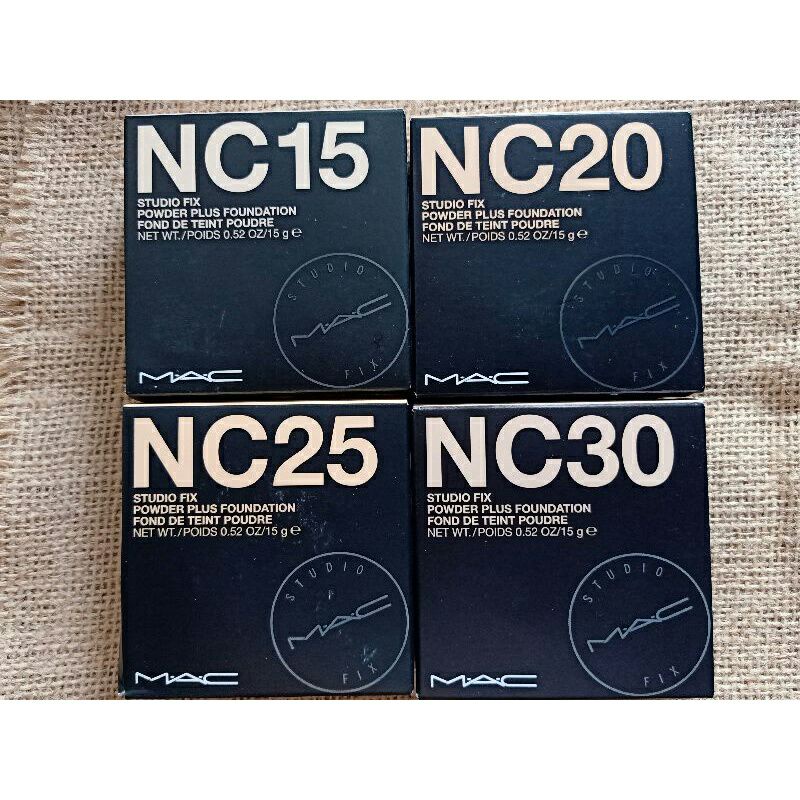 NC15
STUDIO FIX
POWDER PLUS FOUNDATION
FOND DE TEINT POUDRE
NET WT./POIDS 0.52 OZ/15 g ℮
STUDIO
M·A·C
FIX
M·A·C
NC20
STUDIO FIX
POWDER PLUS FOUNDATION
FOND DE TEINT POUDRE
NET WT./POIDS 0.52 OZ/15 g ℮
STUDIO
M·A·C
FIX
M·A·C
NC25
STUDIO FIX
POWDER PLUS FOUNDATION
FOND DE TEINT POUDRE
NET WT./POIDS 0.52 OZ/15 g ℮
STUDIO
M·A·C
FIX
M·A·C
NC30
STUDIO FIX
POWDER PLUS FOUNDATION
FOND DE TEINT POUDRE
NET WT./POIDS 0.52 OZ/15 g ℮
STUDIO
M·A·C
FIX
M·A·C